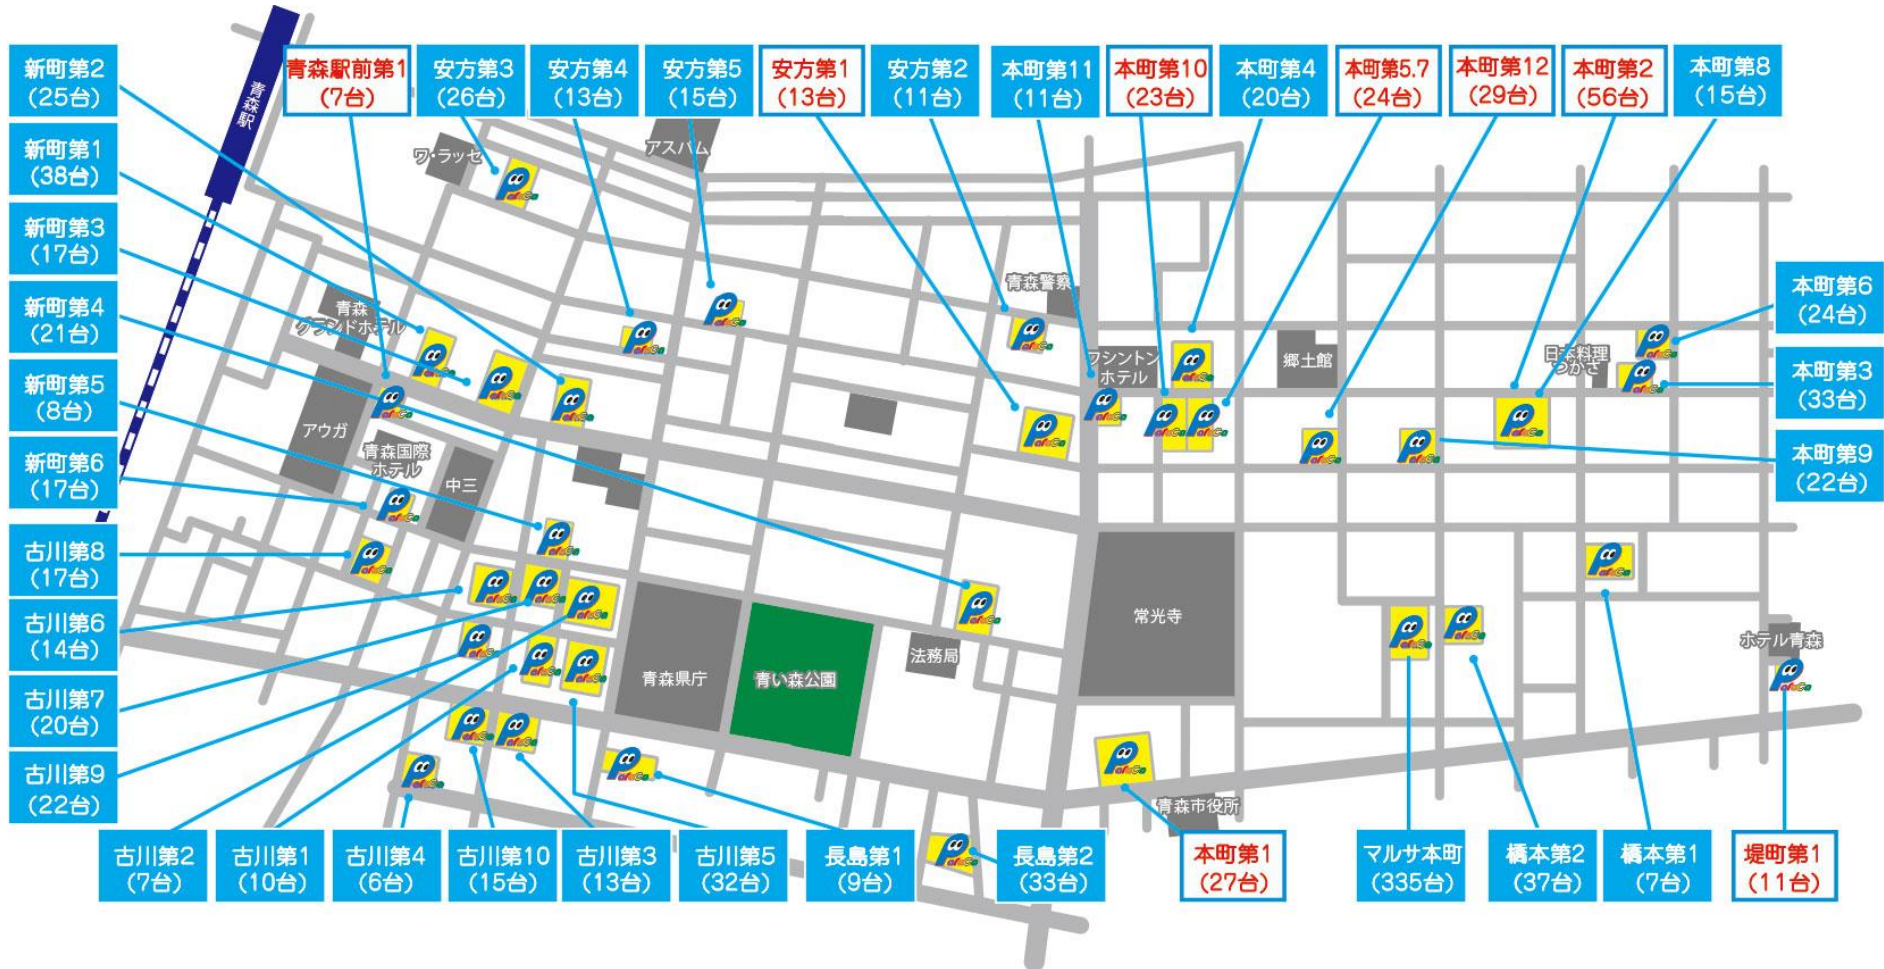 新町第2
(25台)
青森駅前第1
(7台)
安方第3
(26台)
安方第4
(13台)
安方第5
(15台)
安方第1
(13台)
安方第2
(11台)
本町第11
(11台)
本町第10
(23台)
本町第4
(20台)
本町第5.7
(24台)
本町第12
(29台)
本町第2
(56台)
本町第8
(15台)
新町第1
(38台)
新町第3
(17台)
新町第4
(21台)
新町第5
(8台)
新町第6
(17台)
古川第8
(17台)
古川第6
(14台)
古川第7
(20台)
古川第9
(22台)
青森駅
ワ・ラッセ
アスパム
青森
グランドホテル
青森警察
ワシントン
ホテル
郷土館
日本料理
つかさ
アウガ
青森国際
ホテル
中三
常光寺
青森県庁
青い森公園
法務局
ホテル青森
青森市役所
本町第6
(24台)
本町第3
(33台)
本町第9
(22台)
古川第2
(7台)
古川第1
(10台)
古川第4
(6台)
古川第10
(15台)
古川第3
(13台)
古川第5
(32台)
長島第1
(9台)
長島第2
(33台)
本町第1
(27台)
マルサ本町
(335台)
橋本第2
(37台)
橋本第1
(7台)
堤町第1
(11台)